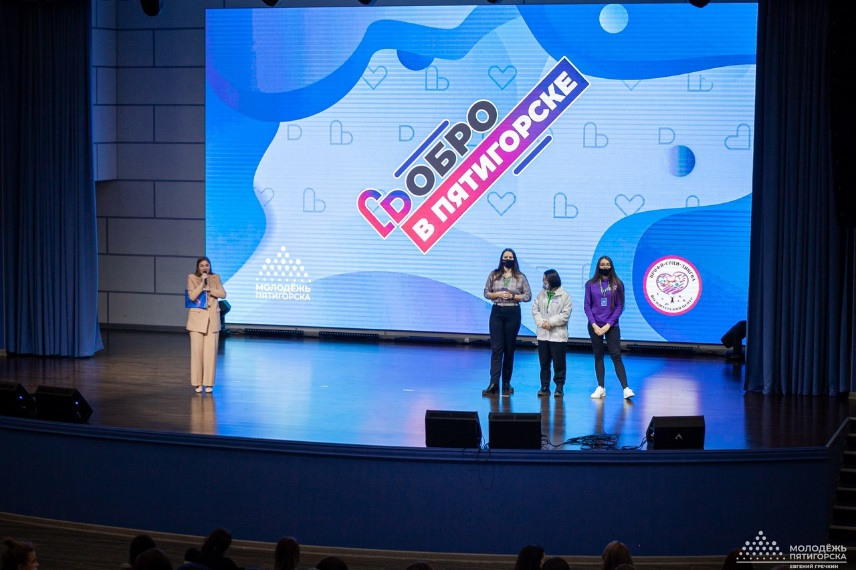 ДОБРО
В ПЯТИГОРСКЕ
МОЛОДЁЖЬ
ПЯТИГОРСКА
МОЛОДЁЖЬ
ПЯТИГОРСКА
ЕВГЕНИЙ ГРЕЧКИН